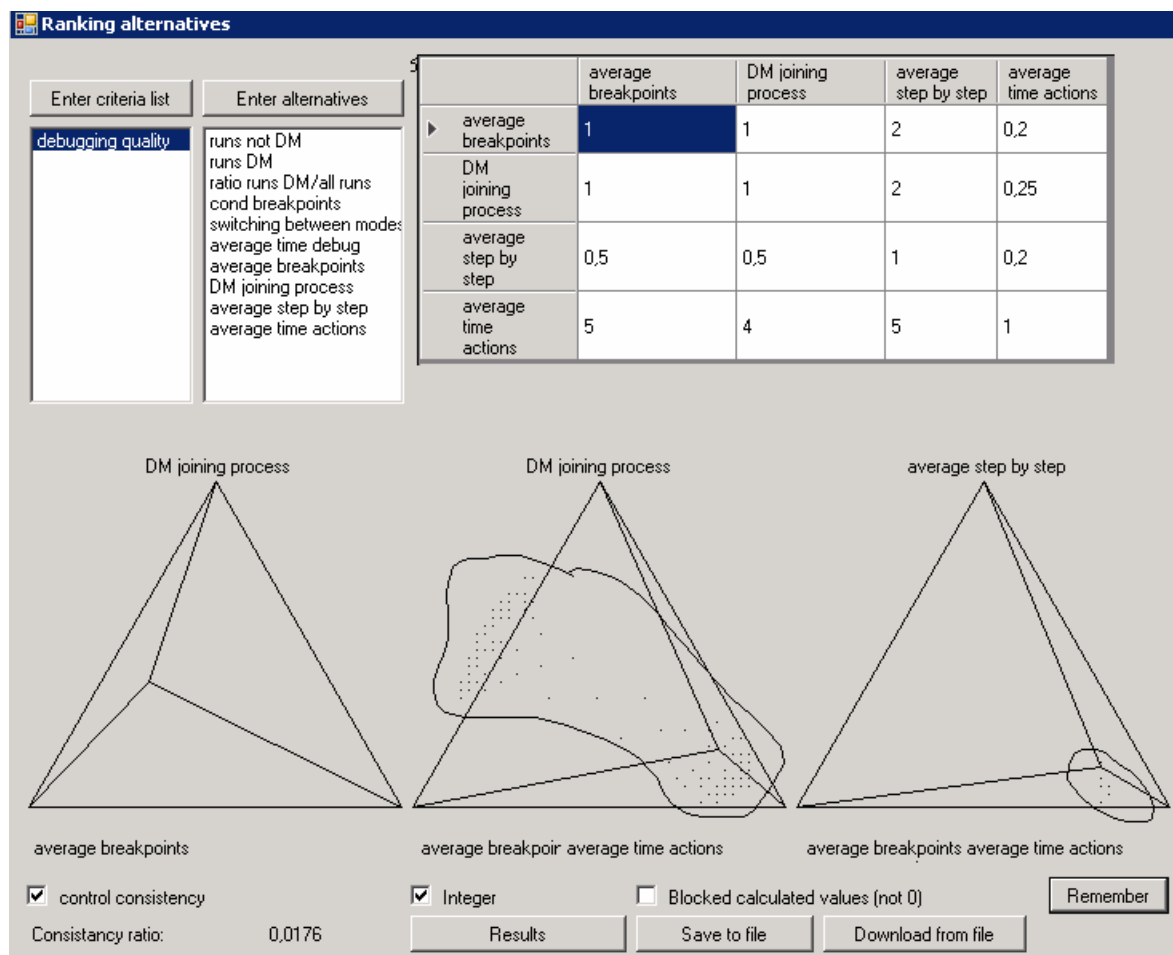 Ranking alternatives
Enter criteria list
Enter alternatives
debugging quality
runs not DM
runs DM
ratio runs DM/all runs
cond breakpoints
switching between modes
average time debug
average breakpoints
DM joining process
average step by step
average time actions
average
breakpoints
DM joining
process
average
step by step
average
time actions
average
breakpoints
1
1
2
0,2
DM
joining
process
1
1
2
0,25
average
step by
step
0,5
0,5
1
0,2
average
time
actions
5
4
5
1
DM joining process
DM joining process
average step by step
average breakpoints
average breakpoir average time actions
average breakpoints average time actions
control consistency
Integer
Blocked calculated values (not 0)
Remember
Consistancy ratio:
0,0176
Results
Save to file
Download from file